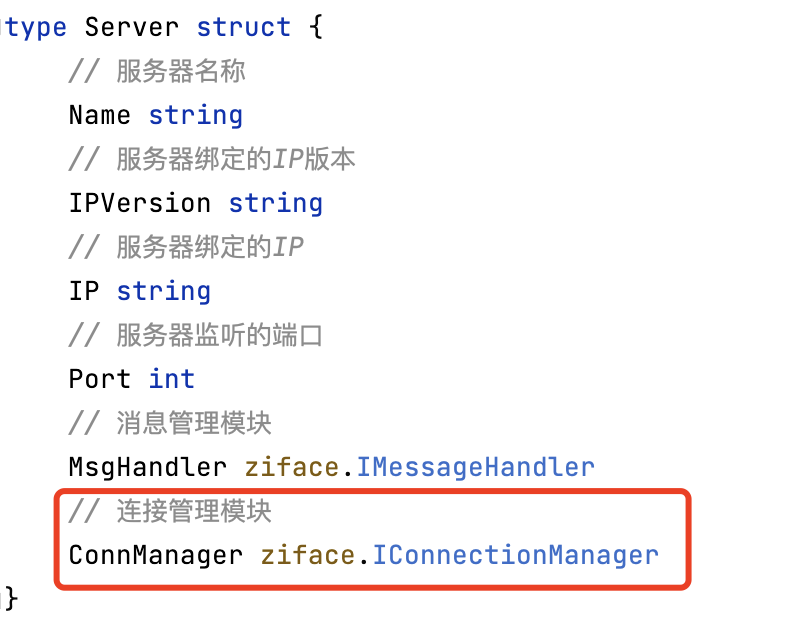 type Server struct {
// 服务器名称
Name string
// 服务器绑定的IP版本
IPVersion string
// 服务器绑定的IP
IP string
// 服务器监听的端口
Port int
// 消息管理模块
MsgHandler ziface.IMessageHandler
// 连接管理模块
ConnManager ziface.IConnectionManager
}